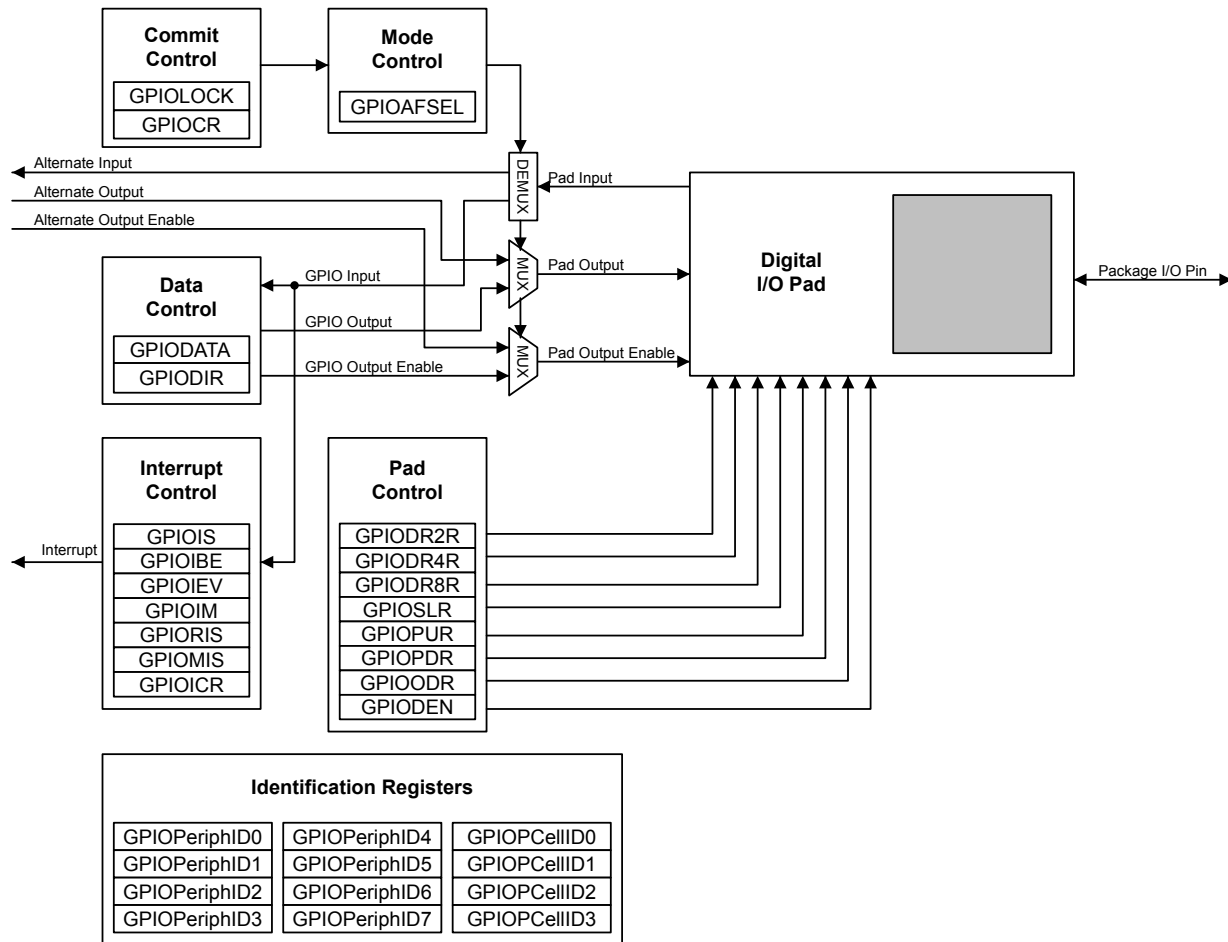 Commit
Control
GPIOLOCK
GPIOCR
Mode
Control
GPIOAFSEL
Alternate Input
Alternate Output
Alternate Output Enable
DEMUX
Pad Input
MUX
Pad Output
MUX
Pad Output Enable
Digital
I/O Pad
Package I/O Pin
Data
Control
GPIODATA
GPIODIR
GPIO Input
GPIO Output
GPIO Output Enable
Interrupt
Control
GPIOIS
GPIOIBE
GPIOIEV
GPIOIM
GPIORIS
GPIOMIS
GPIOICR
Interrupt
Pad
Control
GPIODR2R
GPIODR4R
GPIODR8R
GPIOSLR
GPIOPUR
GPIOPDR
GPIOODR
GPIODEN
Identification Registers
GPIOPeriphID0
GPIOPeriphID1
GPIOPeriphID2
GPIOPeriphID3
GPIOPeriphID4
GPIOPeriphID5
GPIOPeriphID6
GPIOPeriphID7
GPIOPCellID0
GPIOPCellID1
GPIOPCellID2
GPIOPCellID3